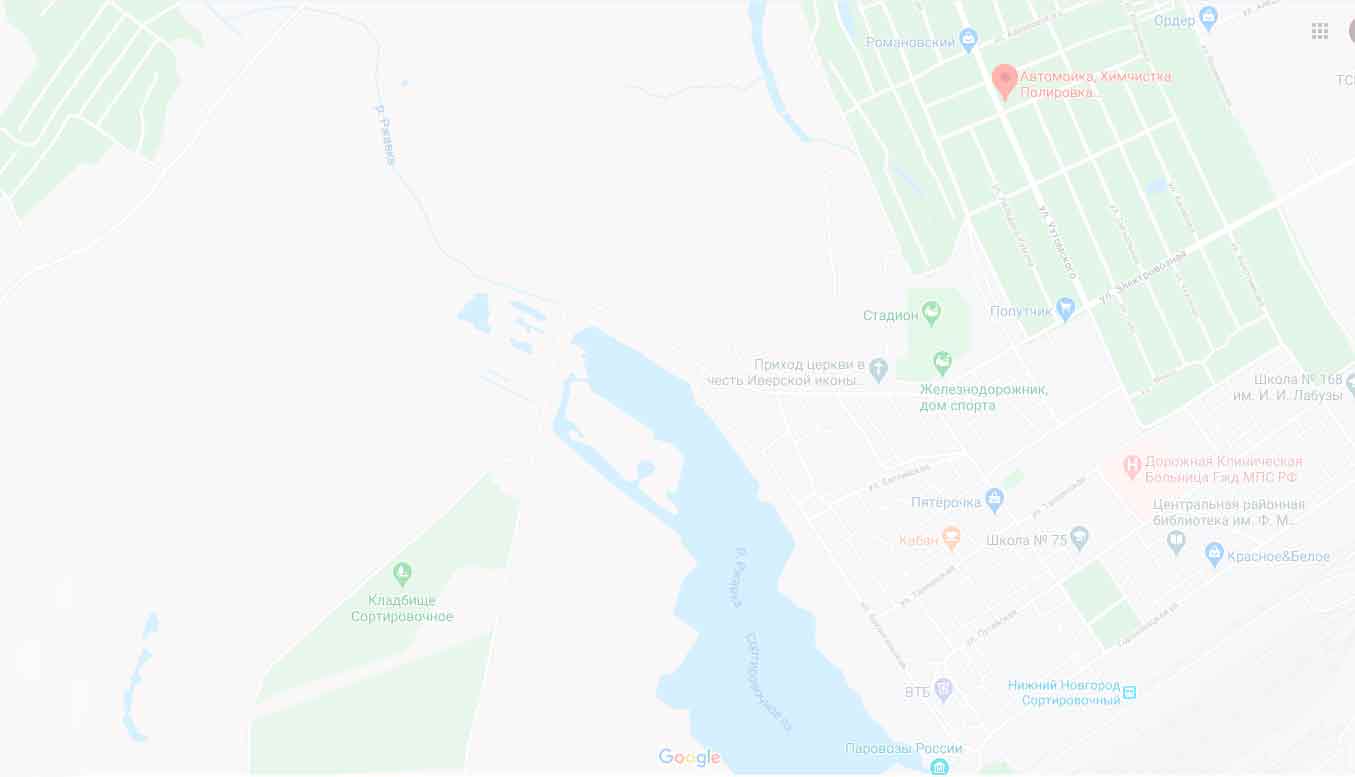 Ордер
Романовский
Автомойка, Химчистка,
Полировка...
ТС
р. Ржавка
ул. Ухтомского
ул. Электровозная
Стадион
Попутчик
Приход церкви в
честь Иверской иконы...
Железнодорожник,
дом спорта
Школа № 168
им. И. И. Лабузы
Дорожная Клиническая
Больница Гжд МПС РФ
Пятёрочка
Центральная районная
библиотека им. Ф. М...
Кабан
Школа № 75
Красное&Белое
р. Ржавка
Кладбище
Сортировочное
Сортировочное оз.
ВТБ
Нижний Новгород
Сортировочный
Паровозы России
Google